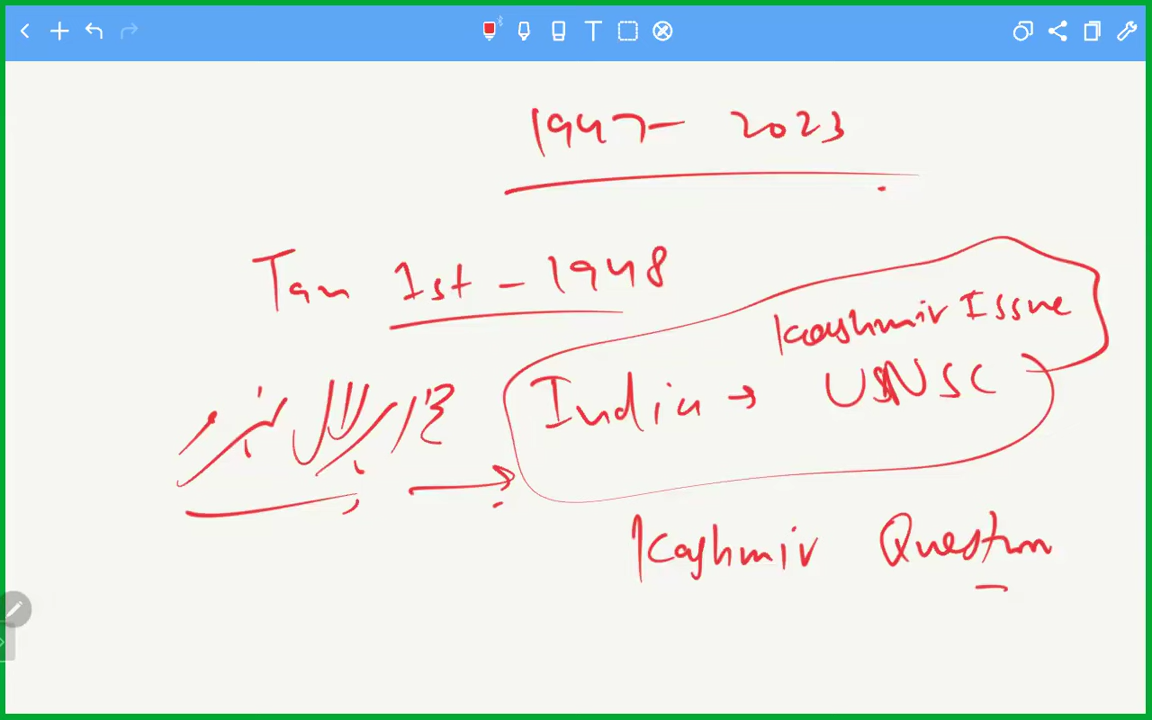 1947- 2023
Jan 1st - 1948
Kashmir Issue
India → UNSC
Kashmir Question